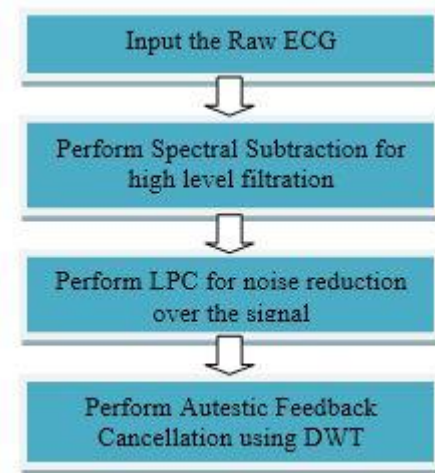 Input the Raw ECG
Perform Spectral Subtraction for
high level filtration
Perform LPC for noise reduction
over the signal
Perform Autestic Feedback
Cancellation using DWT